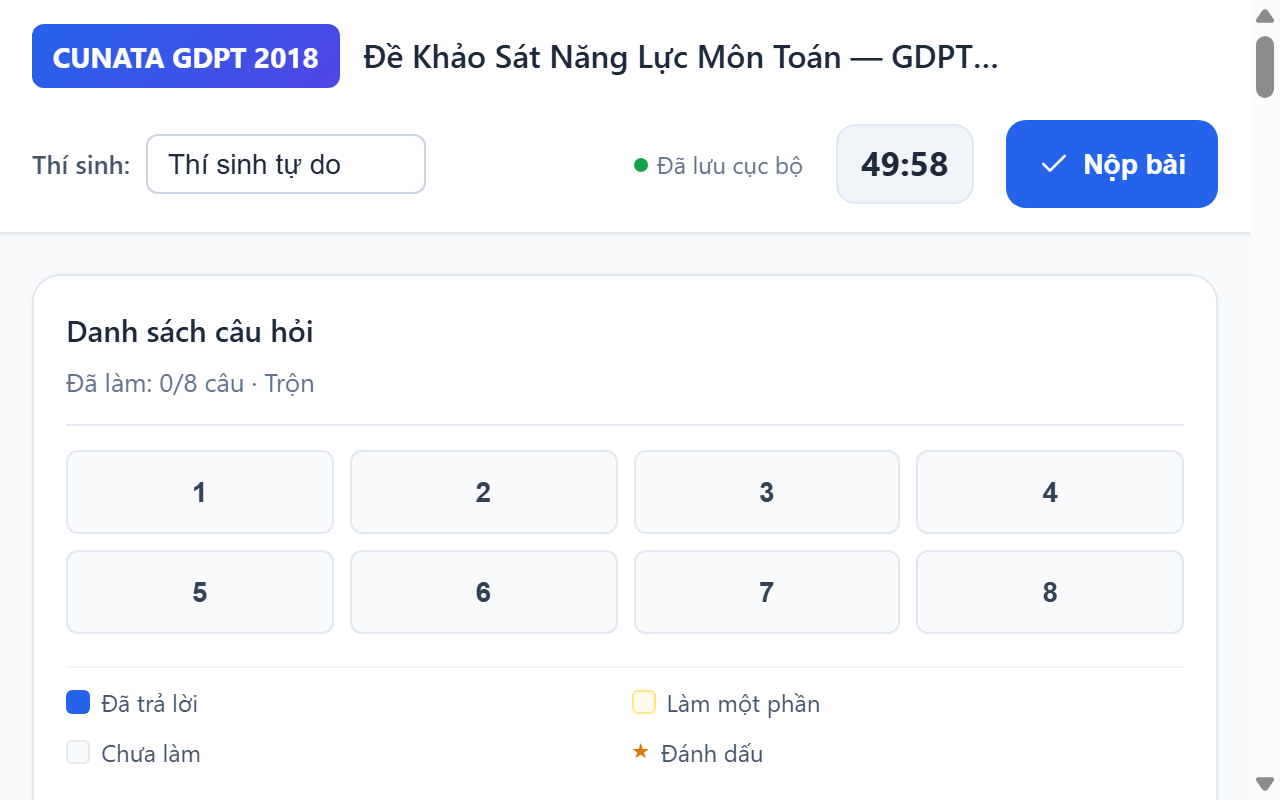 CUNATA GDPT 2018
Đề Khảo Sát Năng Lực Môn Toán — GDPT...
Thí sinh:
Thí sinh tự do
Đã lưu cục bộ
49:58
Nộp bài
Danh sách câu hỏi
Đã làm: 0/8 câu · Trộn
1
2
3
4
5
6
7
8
Đã trả lời
Làm một phần
Chưa làm
Đánh dấu